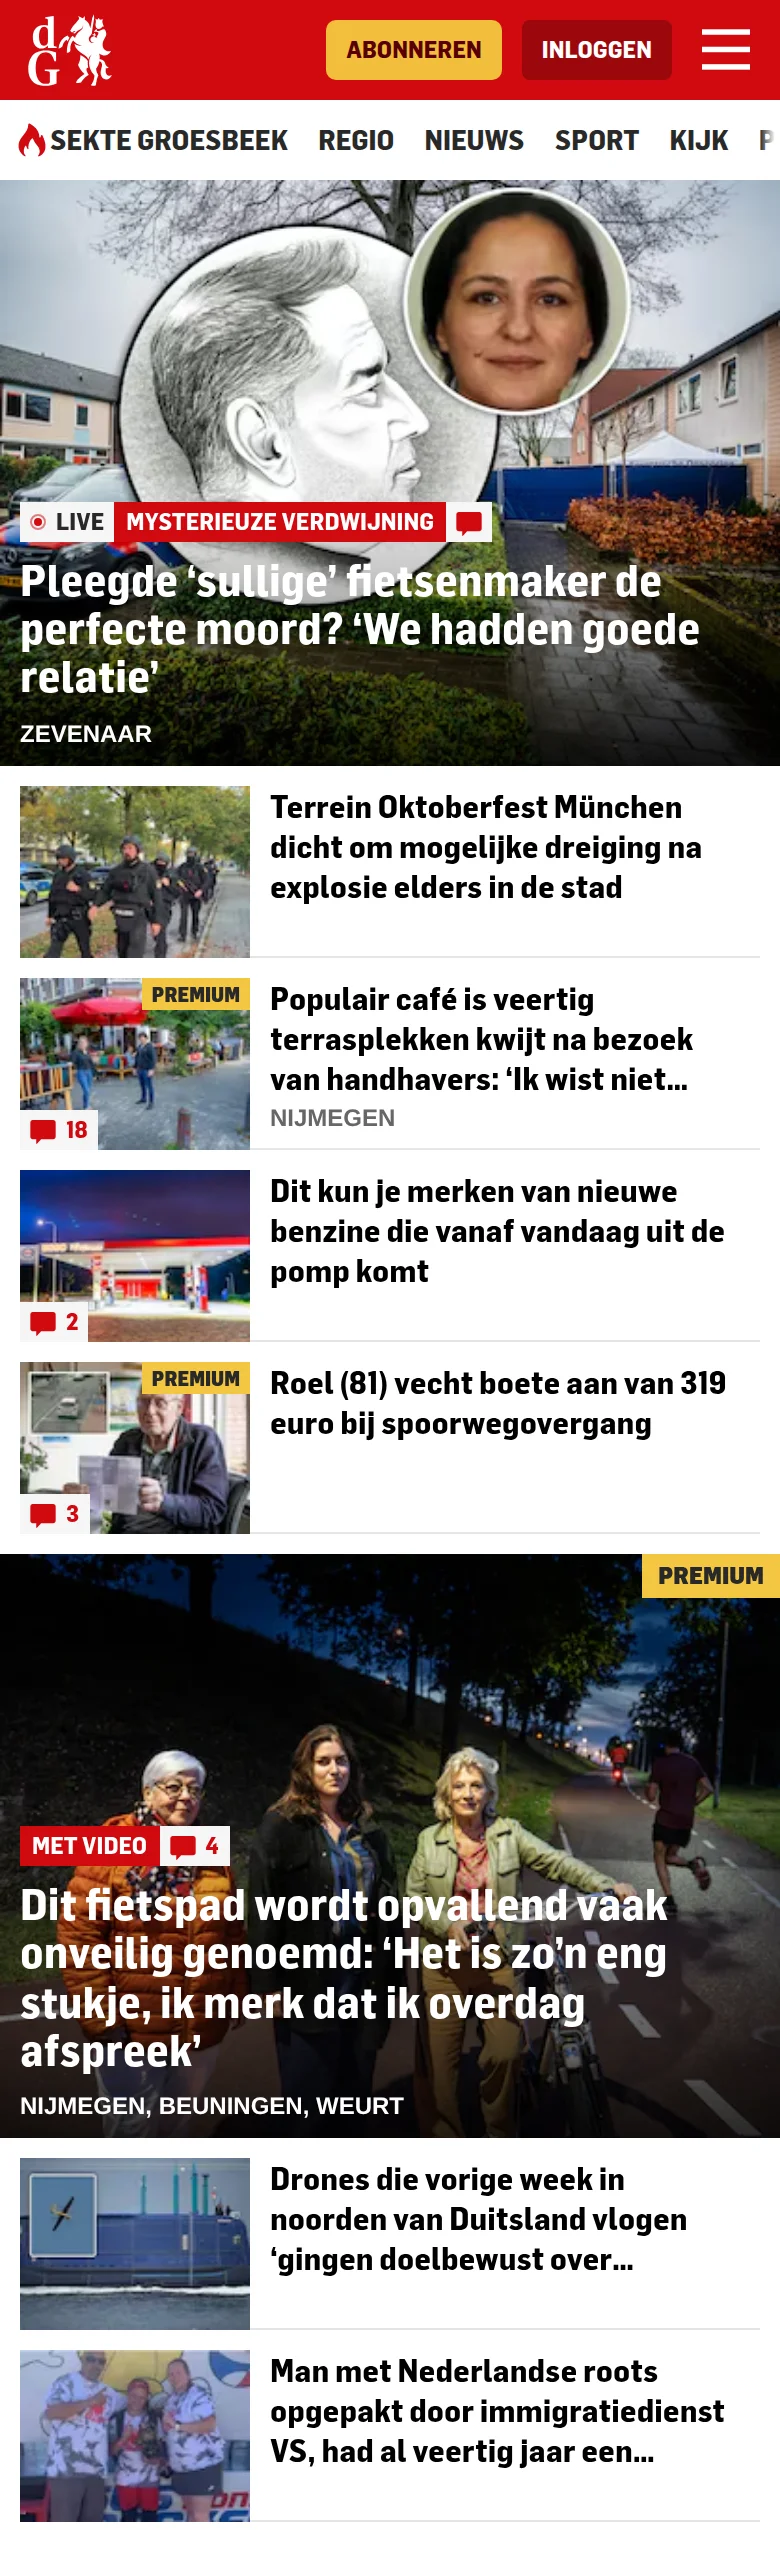 dG
ABONNEREN
INLOGGEN
SEKTE GROESBEEK REGIO NIEUWS SPORT KIJK P
LIVE MYSTERIEUZE VERDWIJNING
Pleegde ‘sullige’ fietsenmaker de
perfecte moord? ‘We hadden goede
relatie’
ZEVENAAR
Terrein Oktoberfest München
dicht om mogelijke dreiging na
explosie elders in de stad
PREMIUM
18
Populair café is veertig
terrasplekken kwijt na bezoek
van handhavers: ‘Ik wist niet...
NIJMEGEN
2
Dit kun je merken van nieuwe
benzine die vanaf vandaag uit de
pomp komt
PREMIUM
3
Roel (81) vecht boete aan van 319
euro bij spoorwegovergang
PREMIUM
MET VIDEO 4
Dit fietspad wordt opvallend vaak
onveilig genoemd: ‘Het is zo’n eng
stukje, ik merk dat ik overdag
afspreek’
NIJMEGEN, BEUNINGEN, WEURT
Drones die vorige week in
noorden van Duitsland vlogen
‘gingen doelbewust over...
Man met Nederlandse roots
opgepakt door immigratiedienst
VS, had al veertig jaar een...